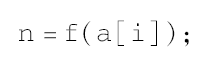 n = f(a[i]);